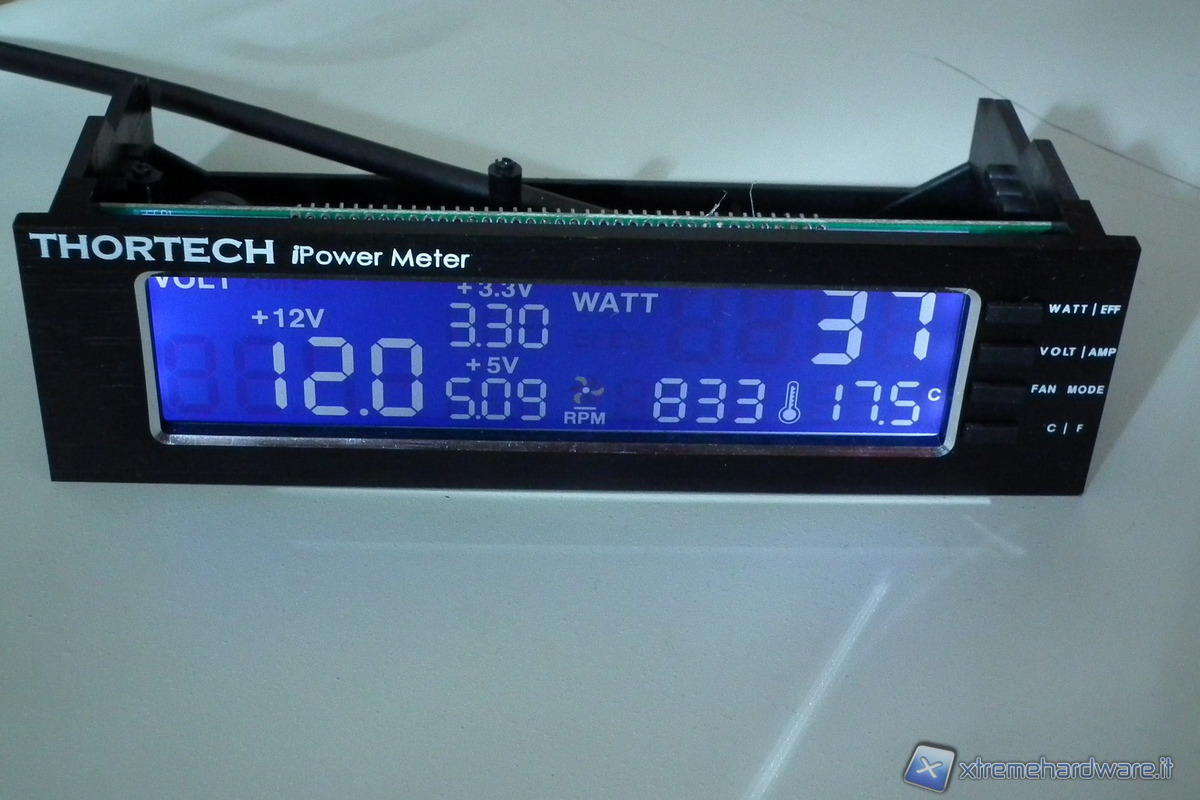 THORTECH iPower Meter
VOLT AMP
+12V
12.0
+3.3V
3.30
+5V
5.09
WATT
37
RPM
833
17.5 C
WATT | EFF
VOLT | AMP
FAN MODE
C | F
xtremehardware.it